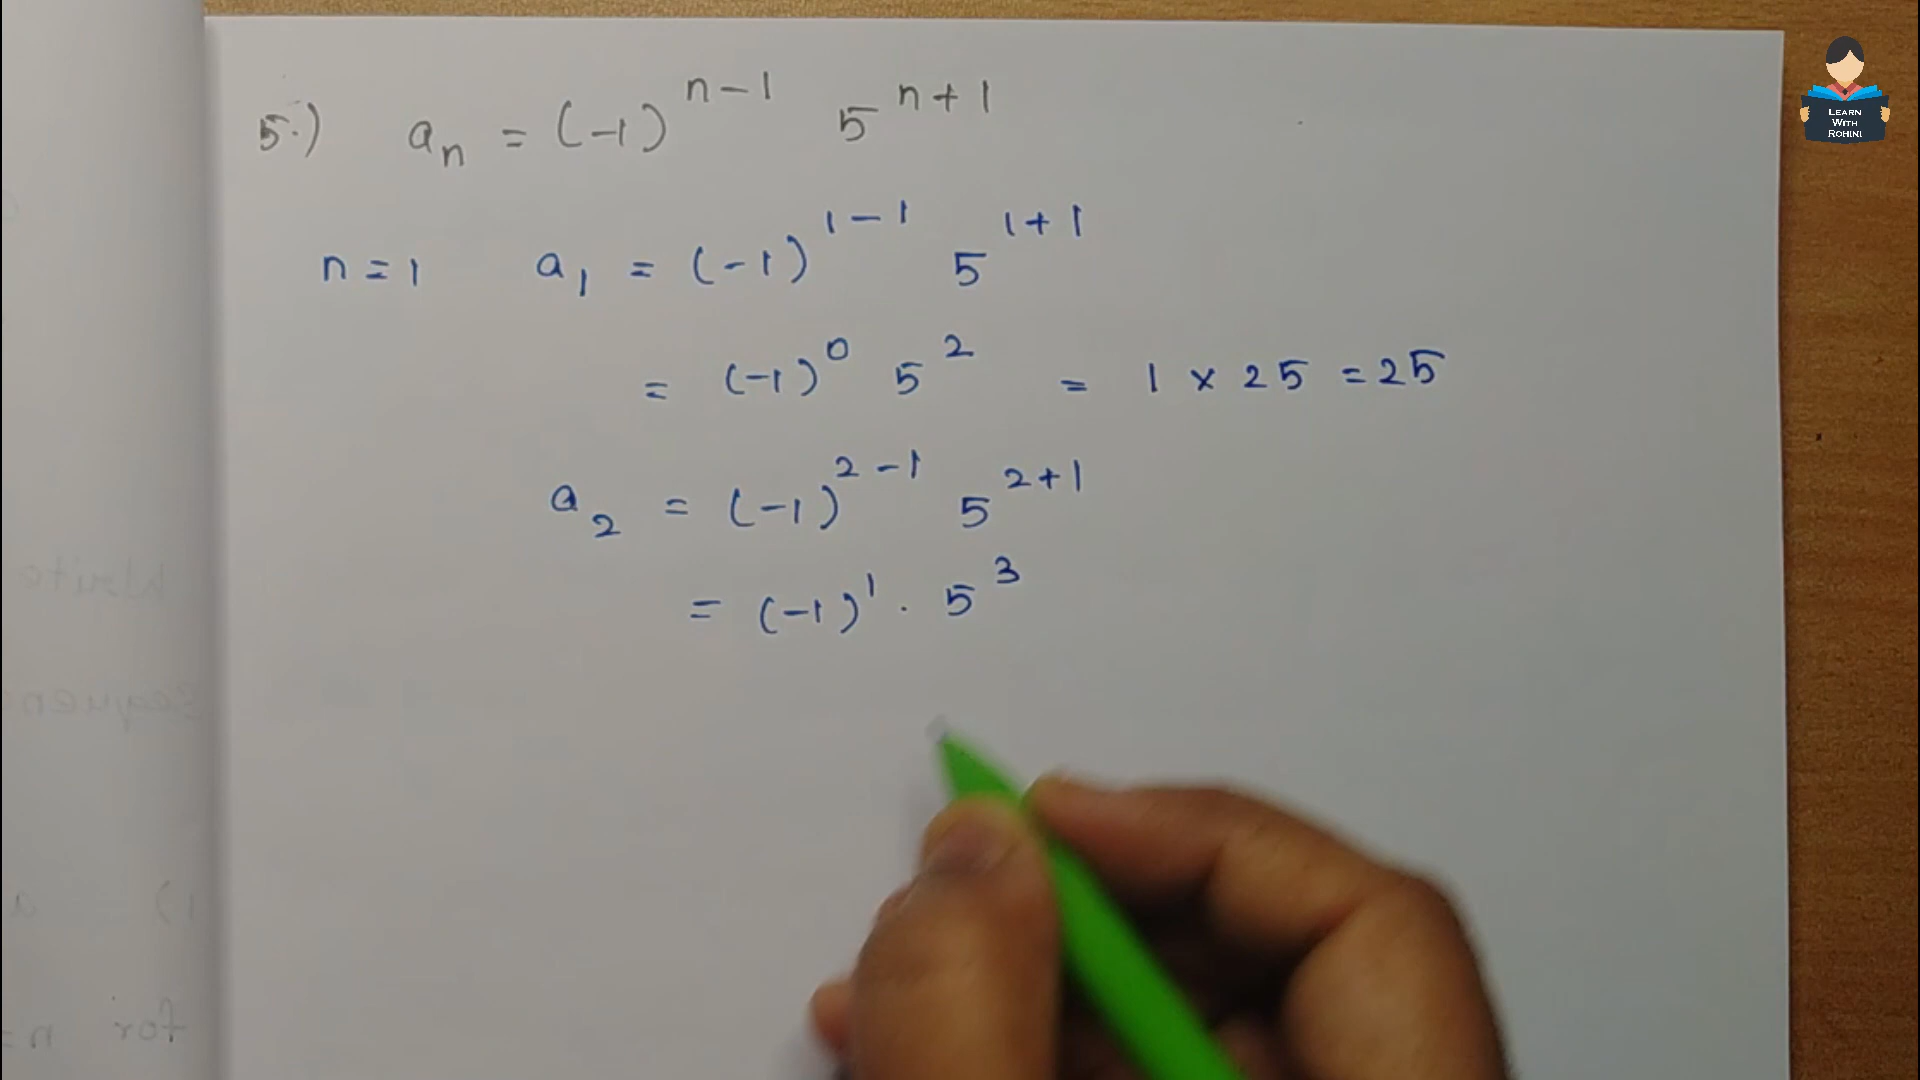 5.) aₙ = (-1)ⁿ⁻¹ 5ⁿ⁺¹
n = 1 a₁ = (-1)¹⁻¹ 5¹⁺¹
= (-1)⁰ 5² = 1 × 25 = 25
a₂ = (-1)²⁻¹ 5²⁺¹
= (-1)¹ . 5³
LEARN
WITH
ROHINI